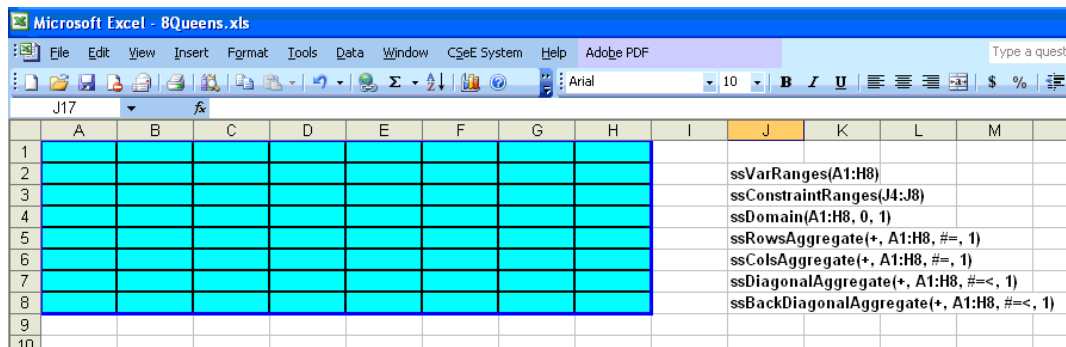 Microsoft Excel - 8Queens.xls
File Edit View Insert Format Tools Data Window CSeE System Help Adobe PDF Type a quest
Σ Arial 10 B I U $ %
J17 fx
A B C D E F G H I J K L M
1
2 ssVarRanges(A1:H8)
3 ssConstraintRanges(J4:J8)
4 ssDomain(A1:H8, 0, 1)
5 ssRowsAggregate(+, A1:H8, #=, 1)
6 ssColsAggregate(+, A1:H8, #=, 1)
7 ssDiagonalAggregate(+, A1:H8, #=<, 1)
8 ssBackDiagonalAggregate(+, A1:H8, #=<, 1)
9
10